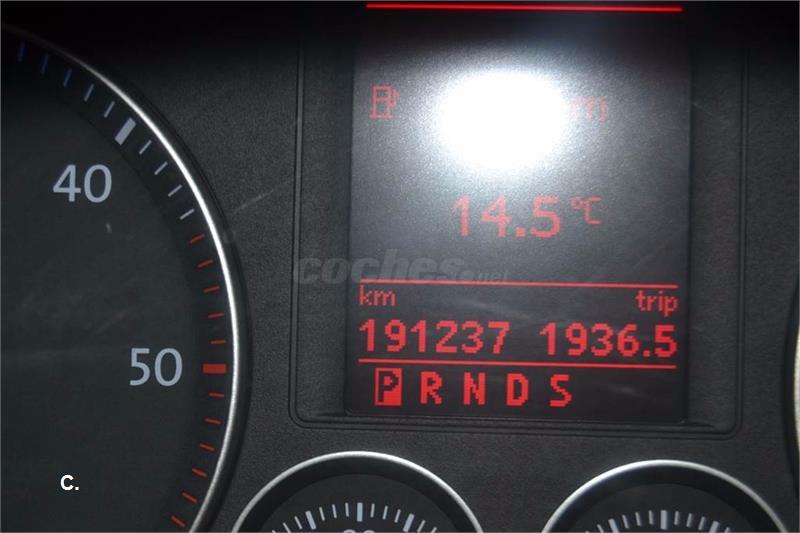 40
14.5 °C
coches.net
km trip
191237 1936.5
50
P R N D S
C.